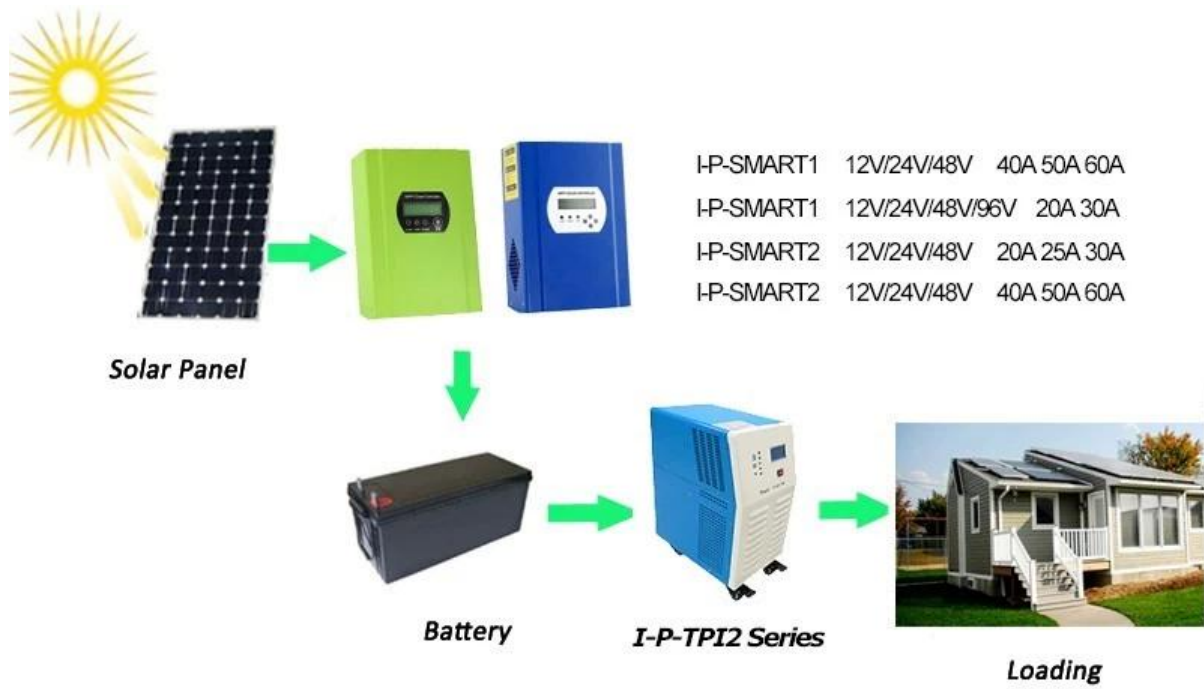 I-P-SMART1 12V/24V/48V 40A 50A 60A
I-P-SMART1 12V/24V/48V/96V 20A 30A
I-P-SMART2 12V/24V/48V 20A 25A 30A
I-P-SMART2 12V/24V/48V 40A 50A 60A
Solar Panel
Battery
I-P-TPI2 Series
Loading